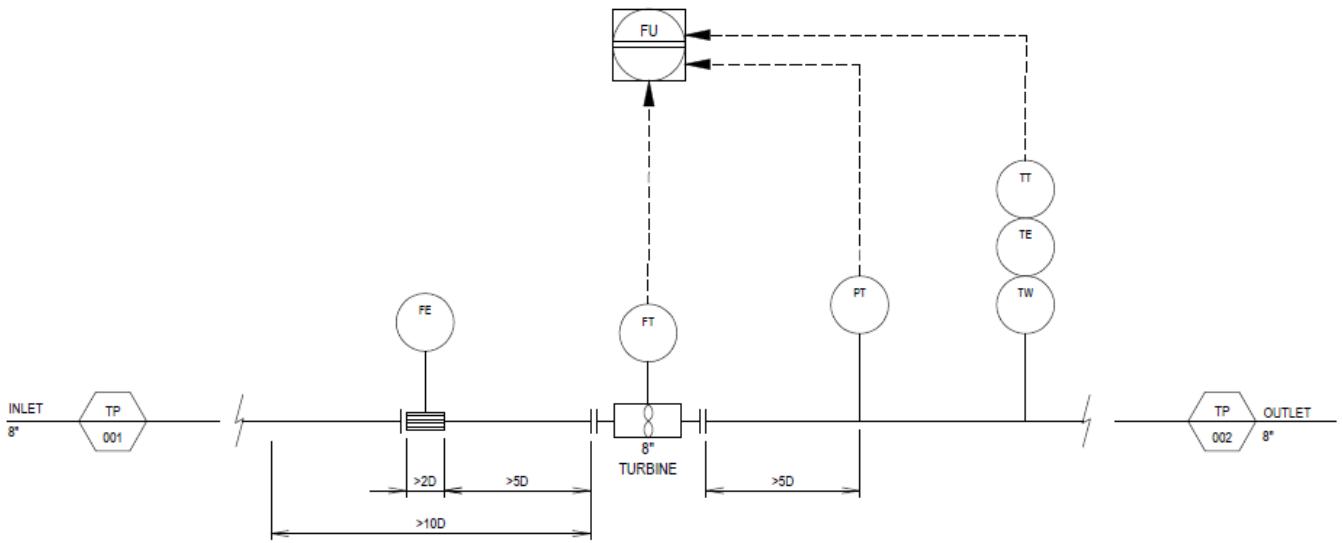 FU
TT
TE
TW
PT
FE
FT
INLET
8"
TP
001
8"
TURBINE
TP
002
OUTLET
8"
>2D
>5D
>5D
>10D